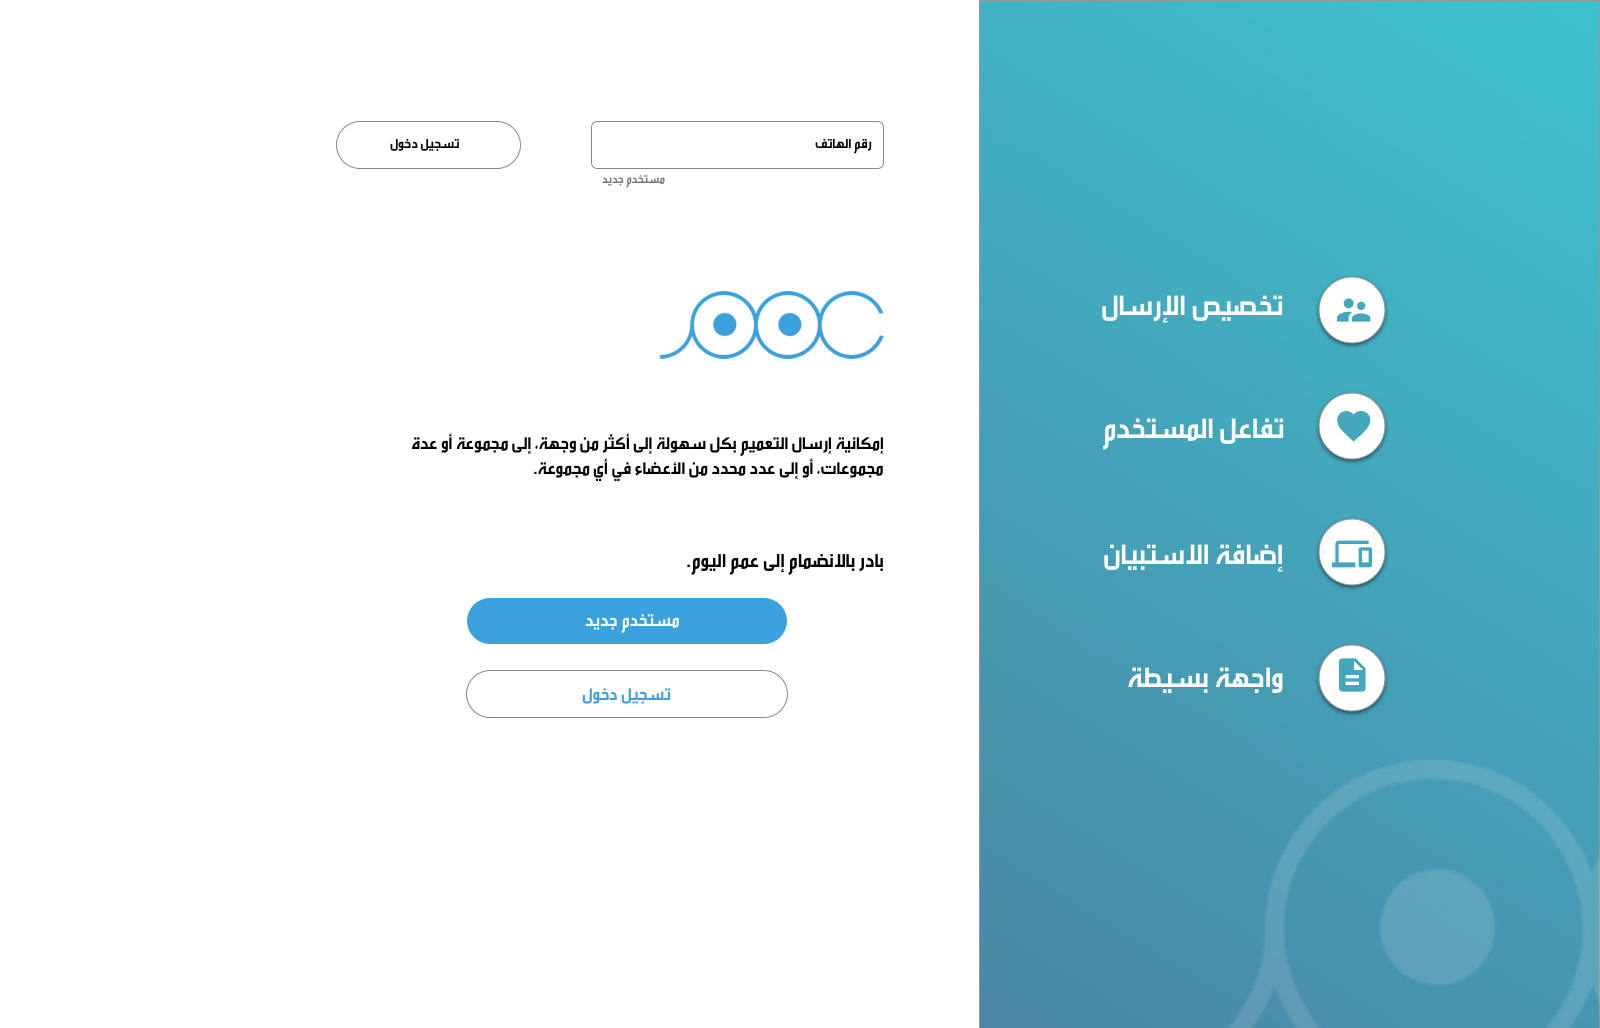 رقم الهاتف
تسجيل دخول
مستخدم جديد
عمم
إمكانية إرسال التعميم بكل سهولة إلى أكثر من وجهة، إلى مجموعة أو عدة
مجموعات، أو إلى عدد محدد من الأعضاء في أي مجموعة.
بادر بالانضمام إلى عمم اليوم.
مستخدم جديد
تسجيل دخول
تخصيص الإرسال
تفاعل المستخدم
إضافة الاستبيان
واجهة بسيطة